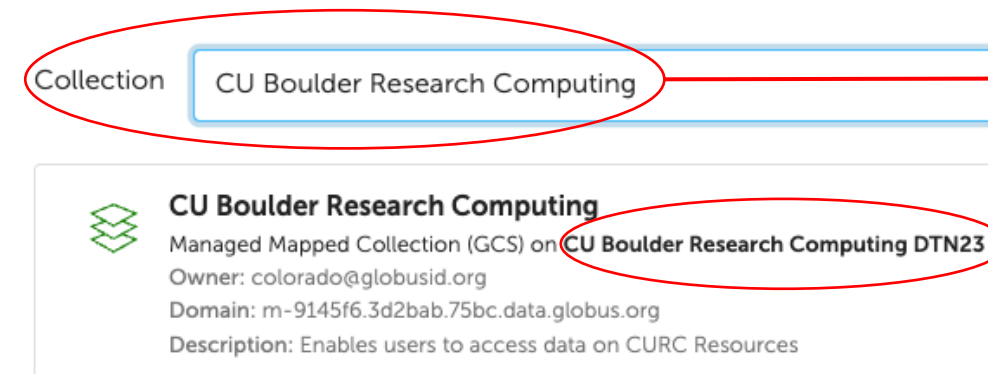 Collection CU Boulder Research Computing
CU Boulder Research Computing
Managed Mapped Collection (GCS) on CU Boulder Research Computing DTN23
Owner: colorado@globusid.org
Domain: m-9145f6.3d2bab.75bc.data.globus.org
Description: Enables users to access data on CURC Resources